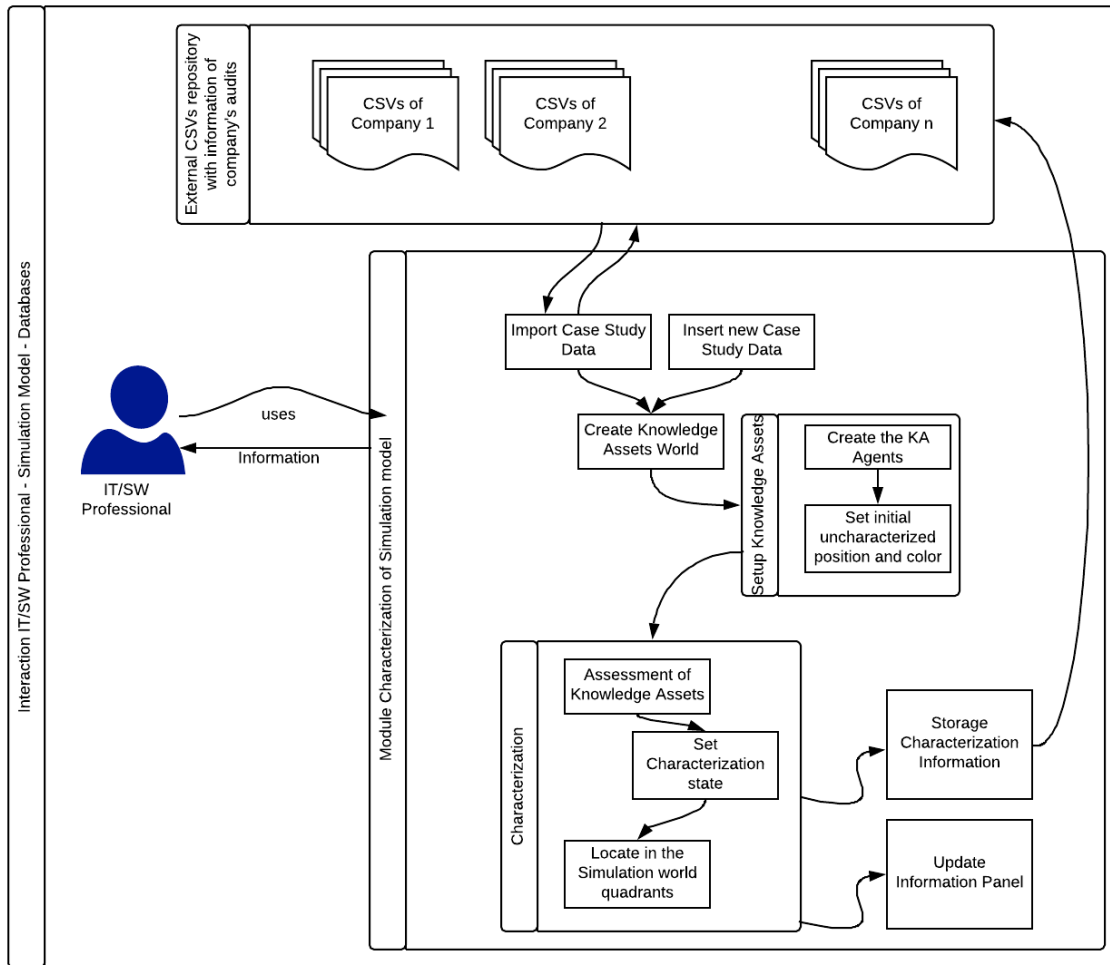 Interaction IT/SW Professional - Simulation Model - Databases
External CSVs repository
with information of
company's audits
CSVs of
Company 1
CSVs of
Company 2
CSVs of
Company n
Module Characterization of Simulation model
Import Case Study
Data
Insert new Case
Study Data
uses
Information
IT/SW
Professional
Create Knowledge
Assets World
Setup Knowledge Assets
Create the KA
Agents
Set initial
uncharacterized
position and color
Characterization
Assessment of
Knowledge Assets
Set
Characterization
state
Locate in the
Simulation world
quadrants
Storage
Characterization
Information
Update
Information Panel